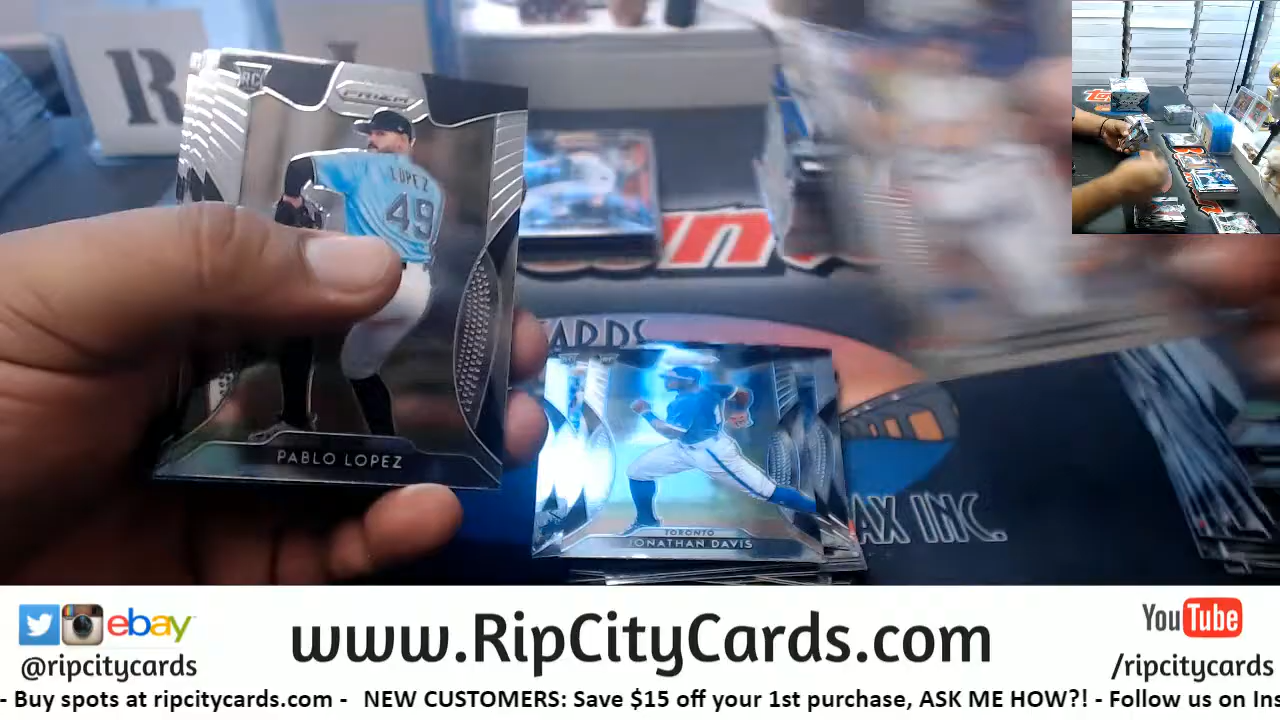 R
RC
PRIZM
LOPEZ
49
PABLO LOPEZ
CARDS
TORONTO
JONATHAN DAVIS
AX INC.
ebay
@ripcitycards
www.RipCityCards.com
YouTube
/ripcitycards
- Buy spots at ripcitycards.com - NEW CUSTOMERS: Save $15 off your 1st purchase, ASK ME HOW?! - Follow us on Ins